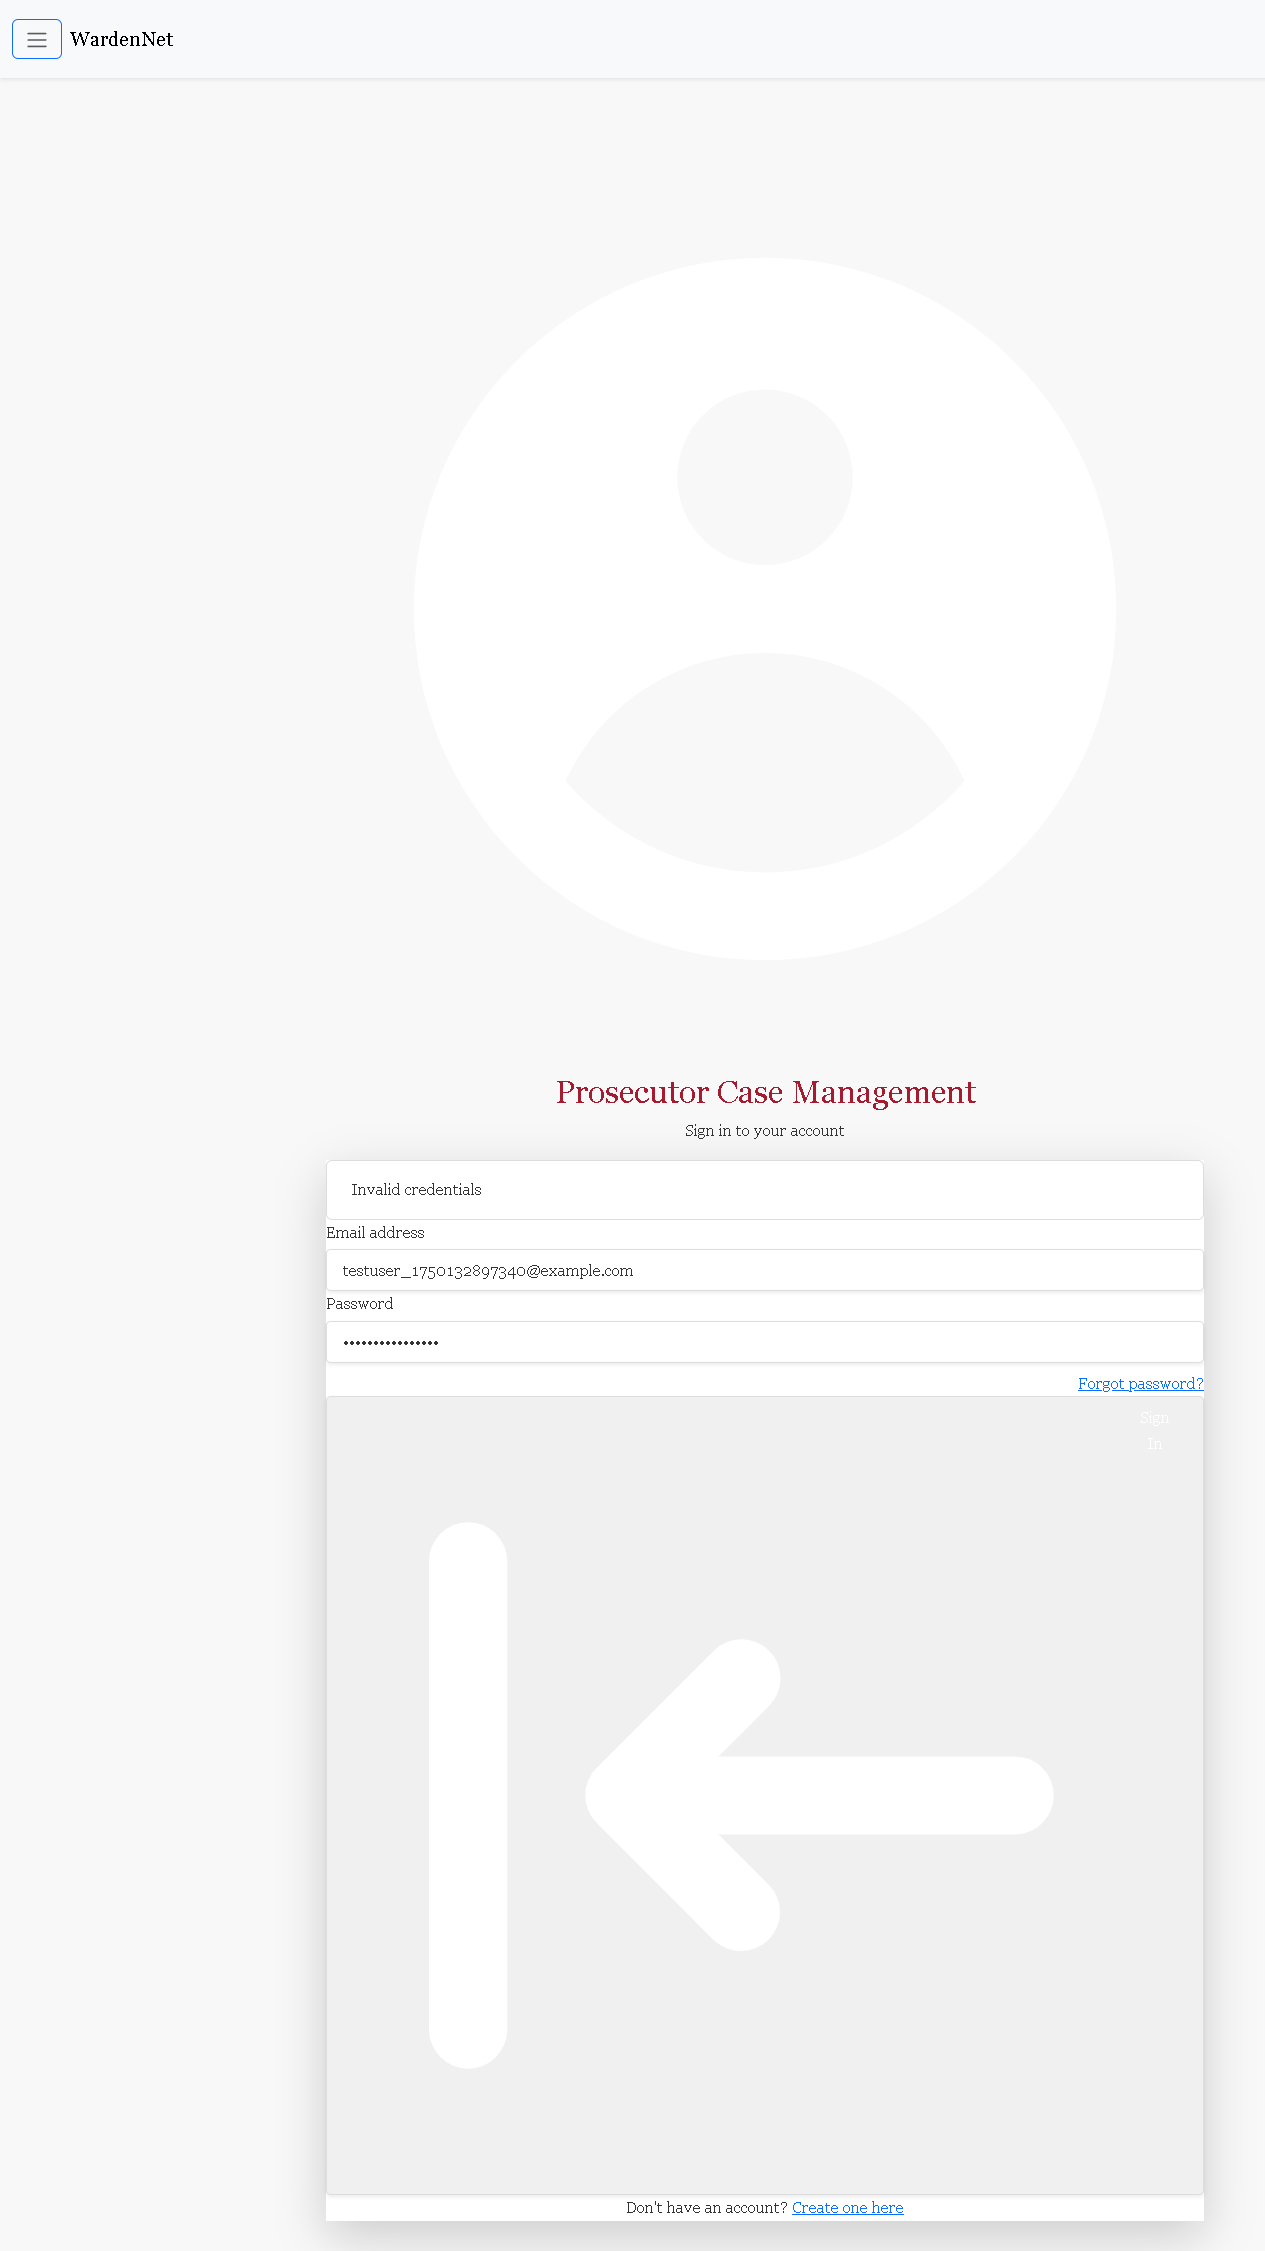 WardenNet
Prosecutor Case Management
Sign in to your account
Invalid credentials
Email address
testuser_1750132897340@example.com
Password
••••••••••••••••
Forgot password?
Sign
In
Don't have an account? Create one here